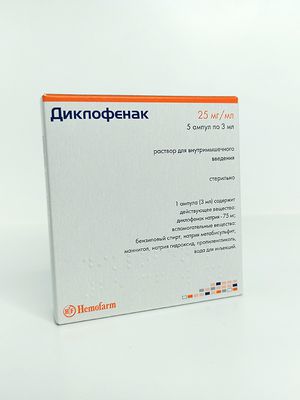 Диклофенак
25 мг/мл
5 ампул по 3 мл
раствор для внутримышечного
введения
стерильно
1 ампула (3 мл) содержит
действующее вещество:
диклофенак натрия - 75 мг;
вспомогательные вещества:
бензиловый спирт, натрия метабисульфит,
маннитол, натрия гидроксид, пропиленгликоль,
вода для инъекций.
HF Hemofarm